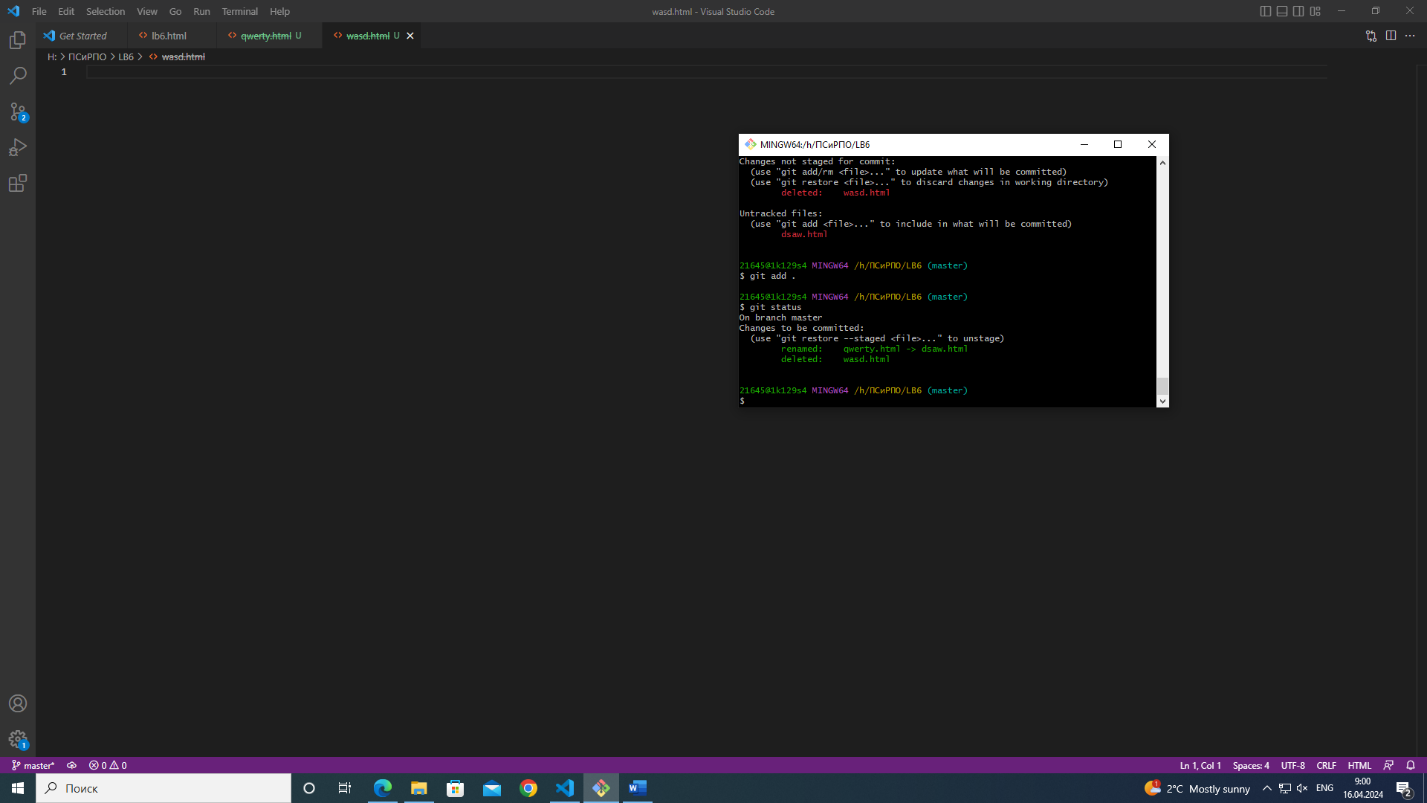 File Edit Selection View Go Run Terminal Help
wasd.html - Visual Studio Code
Get Started
lb6.html
qwerty.html U
wasd.html U
H: > ПСиРПО > LB6 > wasd.html
1
MINGW64:/h/ПСиРПО/LB6
Changes not staged for commit:
(use "git add/rm <file>..." to update what will be committed)
(use "git restore <file>..." to discard changes in working directory)
deleted: wasd.html
Untracked files:
(use "git add <file>..." to include in what will be committed)
dsaw.html
21645@1k129s4 MINGW64 /h/ПСиРПО/LB6 (master)
$ git add .
21645@1k129s4 MINGW64 /h/ПСиРПО/LB6 (master)
$ git status
On branch master
Changes to be committed:
(use "git restore --staged <file>..." to unstage)
renamed: qwerty.html -> dsaw.html
deleted: wasd.html
21645@1k129s4 MINGW64 /h/ПСиРПО/LB6 (master)
$
2
1
master*
0
0
Ln 1, Col 1
Spaces: 4
UTF-8
CRLF
HTML
Поиск
2°C Mostly sunny
ENG
9:00
16.04.2024
2